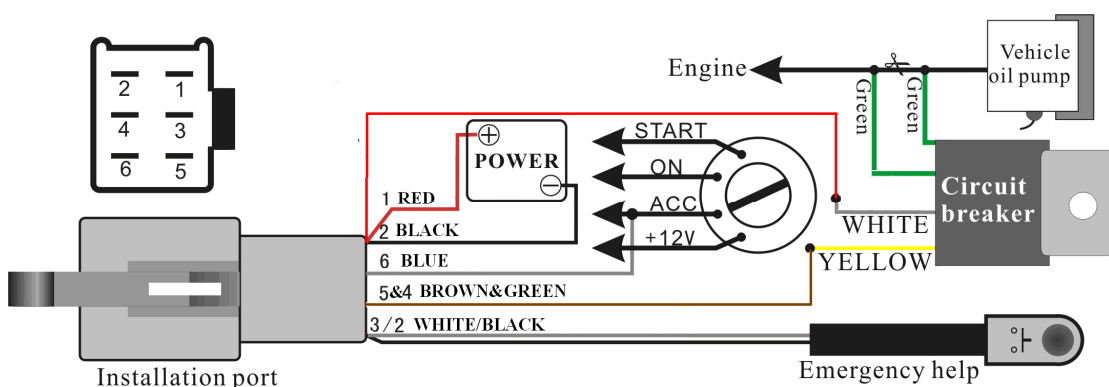 2 1
4 3
6 5
Engine
Green
Green
Vehicle
oil pump
START
ON
ACC
+12V
POWER
1 RED
2 BLACK
6 BLUE
5&4 BROWN&GREEN
3/2 WHITE/BLACK
Circuit
breaker
WHITE
YELLOW
Installation port
Emergency help